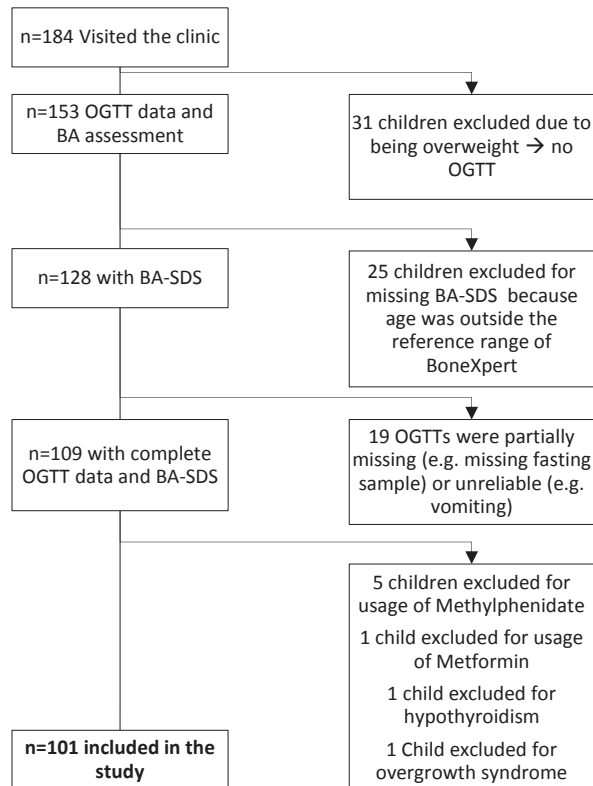 n=184 Visited the clinic
n=153 OGTT data and
BA assessment
31 children excluded due to
being overweight → no
OGTT
n=128 with BA-SDS
25 children excluded for
missing BA-SDS because
age was outside the
reference range of
BoneXpert
n=109 with complete
OGTT data and BA-SDS
19 OGTTs were partially
missing (e.g. missing fasting
sample) or unreliable (e.g.
vomiting)
5 children excluded for
usage of Methylphenidate
1 child excluded for usage
of Metformin
1 child excluded for
hypothyroidism
1 Child excluded for
overgrowth syndrome
n=101 included in the
study